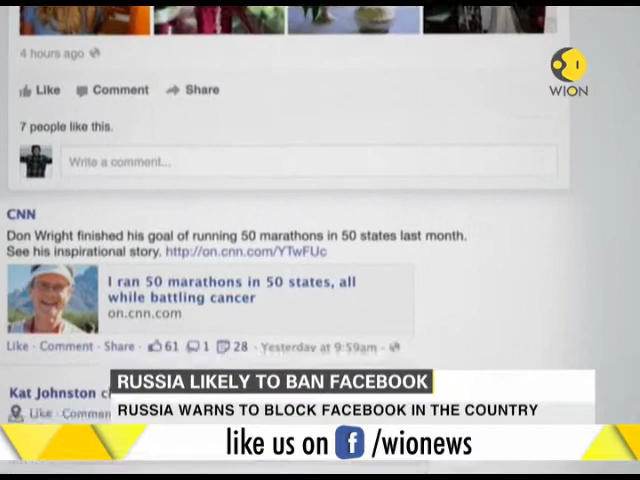 4 hours ago
WION
Like Comment Share
7 people like this.
Write a comment...
CNN
Don Wright finished his goal of running 50 marathons in 50 states last month.
See his inspirational story. http://on.cnn.com/YTwFUc
I ran 50 marathons in 50 states, all
while battling cancer
on.cnn.com
Like · Comment · Share · 61 1 28 · Yesterday at 9:59am ·
RUSSIA LIKELY TO BAN FACEBOOK
Kat Johnston
Like · Commen
RUSSIA WARNS TO BLOCK FACEBOOK IN THE COUNTRY
like us on f /wionews